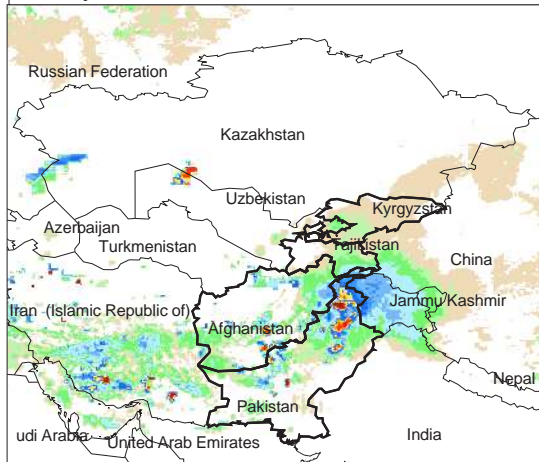 Russian Federation
Kazakhstan
Uzbekistan
Kyrgyzstan
Azerbaijan
Turkmenistan
Tajikistan
China
Iran (Islamic Republic of)
Jammu/Kashmir
Afghanistan
Nepal
Pakistan
udi Arabia
United Arab Emirates
India